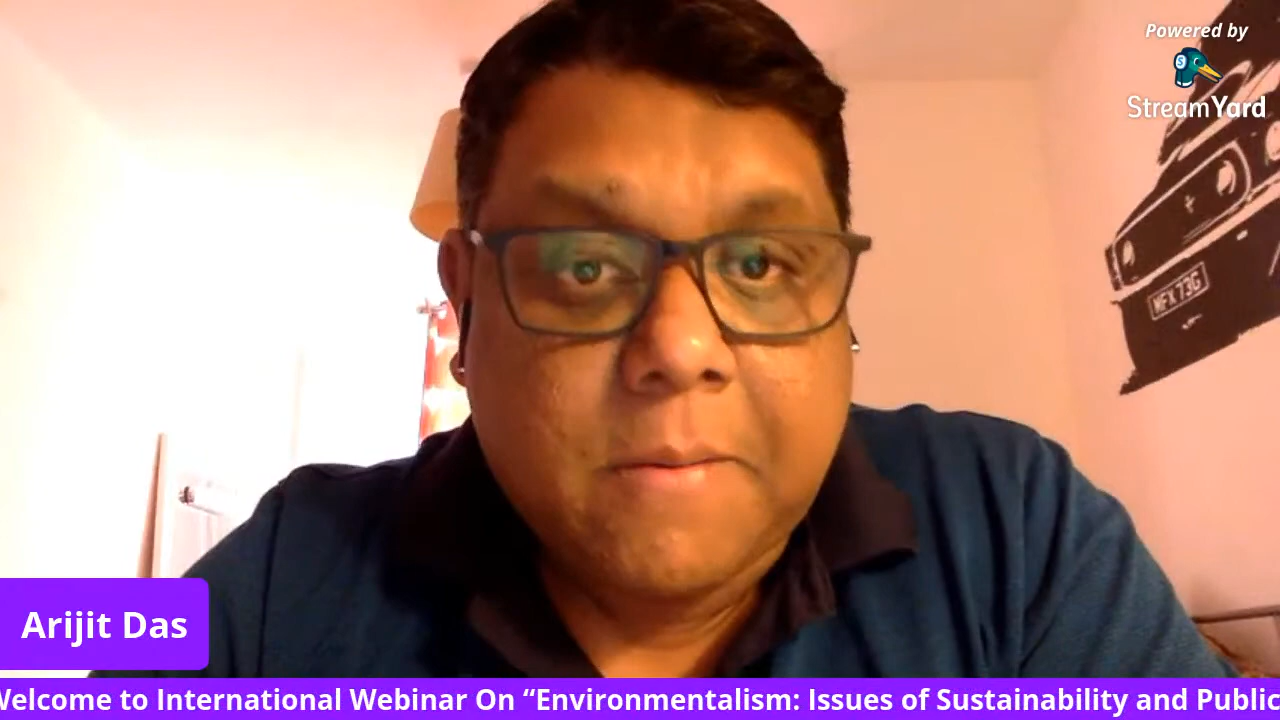 Powered by
StreamYard
MFX 73G
Arijit Das
Welcome to International Webinar On “Environmentalism: Issues of Sustainability and Public